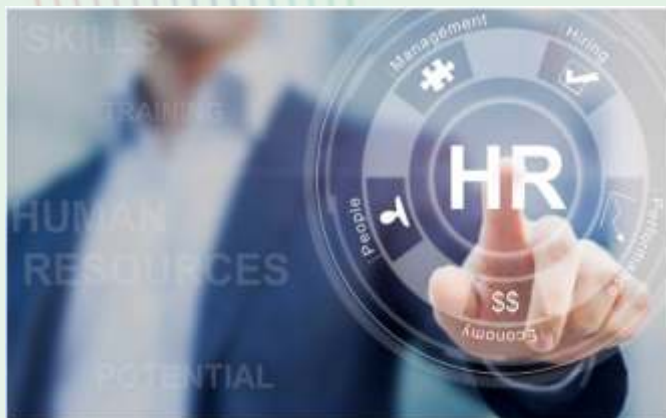 SKILLS
TRAINING
HUMAN
RESOURCES
POTENTIAL
Management
Hiring
HR
People
$$
Economy